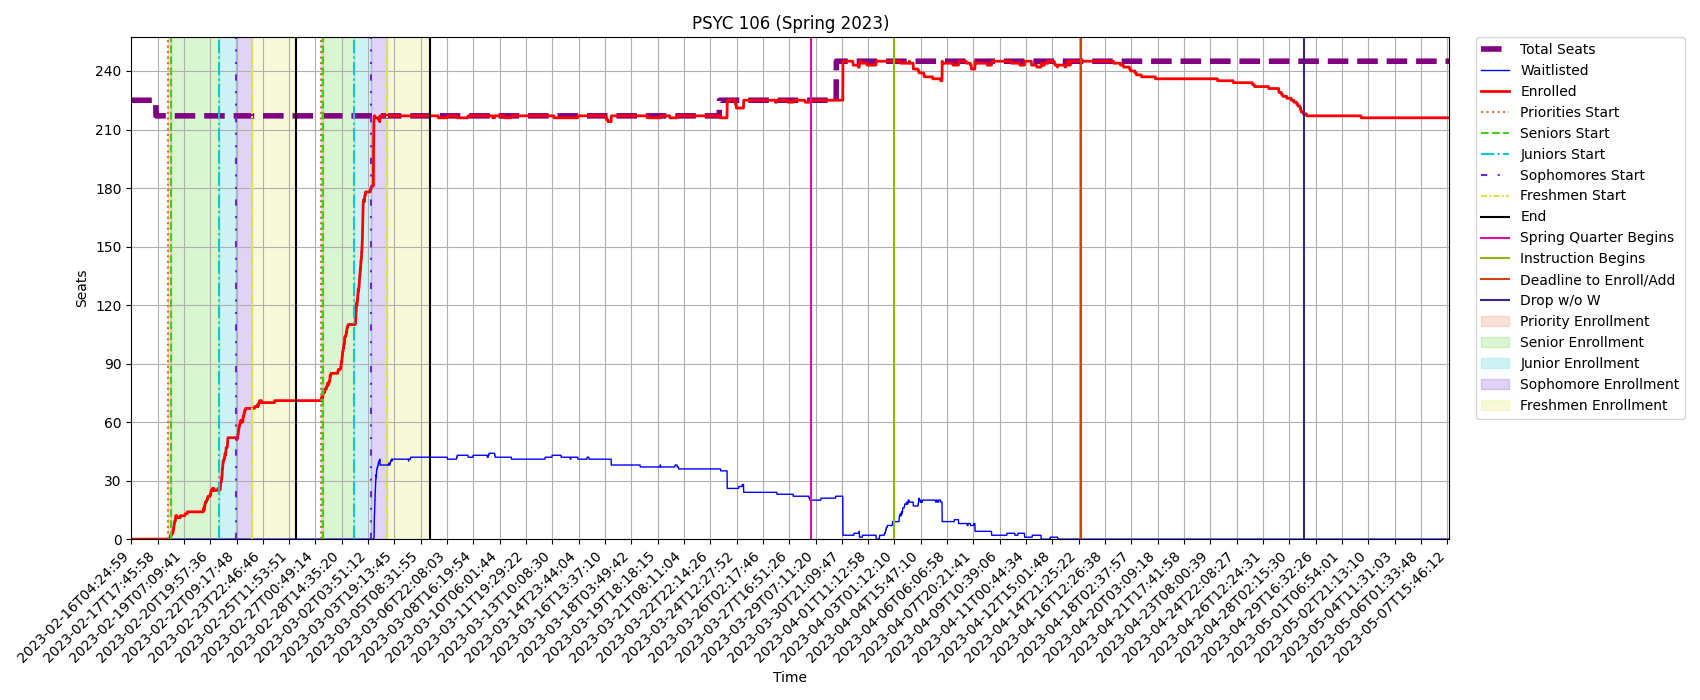 PSYC 106 (Spring 2023)
Seats
240
210
180
150
120
90
60
30
0
2023-02-16T04:24:59
2023-02-17T17:45:58
2023-02-19T07:09:41
2023-02-20T19:57:36
2023-02-22T09:17:48
2023-02-23T22:46:46
2023-02-25T11:53:51
2023-02-27T00:49:14
2023-02-28T14:35:20
2023-03-02T03:51:12
2023-03-03T19:13:45
2023-03-05T08:31:55
2023-03-06T22:08:03
2023-03-08T16:19:54
2023-03-10T06:01:44
2023-03-11T19:29:22
2023-03-13T10:08:30
2023-03-14T23:44:04
2023-03-16T13:37:10
2023-03-18T03:49:42
2023-03-19T18:18:15
2023-03-21T08:11:04
2023-03-22T22:14:26
2023-03-24T12:27:52
2023-03-26T02:17:46
2023-03-27T16:51:26
2023-03-29T07:11:20
2023-03-30T21:09:47
2023-04-01T11:12:58
2023-04-03T01:12:10
2023-04-04T15:47:10
2023-04-06T06:06:58
2023-04-07T20:21:41
2023-04-09T10:39:06
2023-04-11T00:44:34
2023-04-12T15:01:48
2023-04-14T21:25:22
2023-04-16T12:26:38
2023-04-18T02:37:57
2023-04-20T03:09:18
2023-04-21T17:41:58
2023-04-23T08:00:39
2023-04-24T22:08:27
2023-04-26T12:24:31
2023-04-28T02:15:30
2023-04-29T16:32:26
2023-05-01T06:54:01
2023-05-02T21:13:10
2023-05-04T11:31:03
2023-05-06T01:33:48
2023-05-07T15:46:12
Time
Total Seats
Waitlisted
Enrolled
Priorities Start
Seniors Start
Juniors Start
Sophomores Start
Freshmen Start
End
Spring Quarter Begins
Instruction Begins
Deadline to Enroll/Add
Drop w/o W
Priority Enrollment
Senior Enrollment
Junior Enrollment
Sophomore Enrollment
Freshmen Enrollment